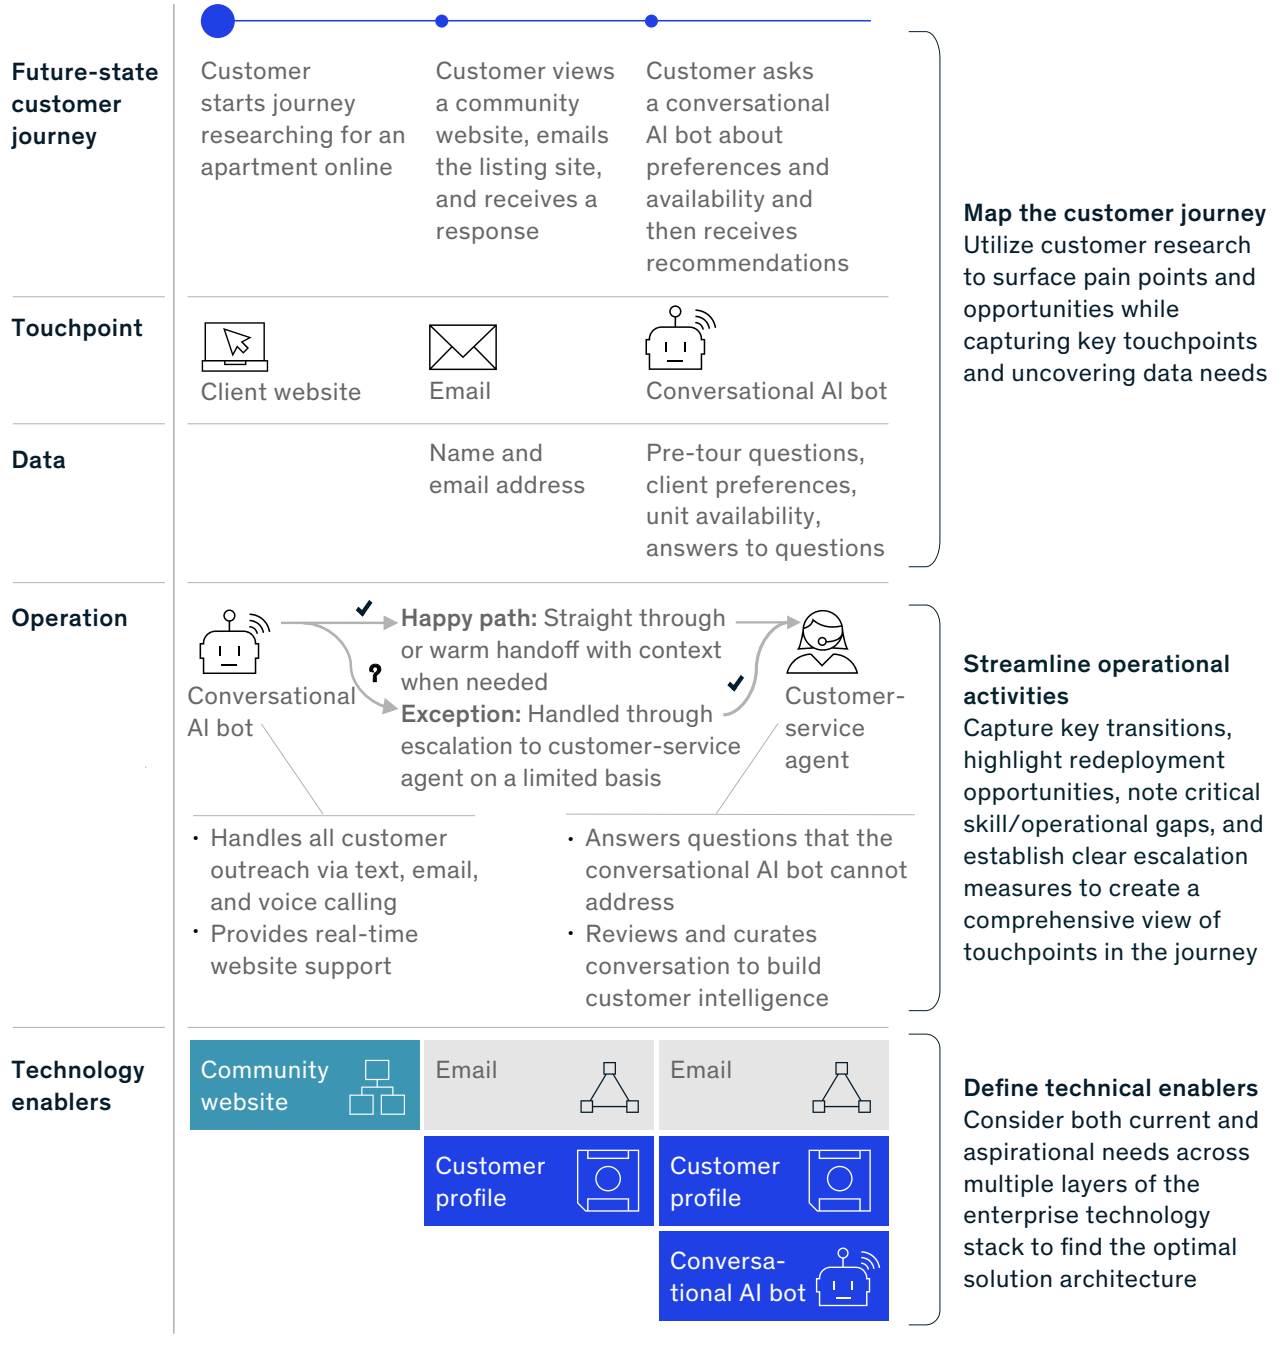 Future-state
customer
journey
Customer
starts journey
researching for an
apartment online
Customer views
a community
website, emails
the listing site,
and receives a
response
Customer asks
a conversational
AI bot about
preferences and
availability and
then receives
recommendations
Map the customer journey
Utilize customer research
to surface pain points and
opportunities while
capturing key touchpoints
and uncovering data needs
Touchpoint
Client website
Email
Conversational AI bot
Data
Name and
email address
Pre-tour questions,
client preferences,
unit availability,
answers to questions
Operation
Conversational
AI bot
?
Happy path: Straight through
or warm handoff with context
when needed
Exception: Handled through
escalation to customer-service
agent on a limited basis
Customer-
service
agent
• Handles all customer
outreach via text, email,
and voice calling
• Provides real-time
website support
• Answers questions that the
conversational AI bot cannot
address
• Reviews and curates
conversation to build
customer intelligence
Streamline operational
activities
Capture key transitions,
highlight redeployment
opportunities, note critical
skill/operational gaps, and
establish clear escalation
measures to create a
comprehensive view of
touchpoints in the journey
Technology
enablers
Community
website
Email
Email
Customer
profile
Customer
profile
Conversa-
tional AI bot
Define technical enablers
Consider both current and
aspirational needs across
multiple layers of the
enterprise technology
stack to find the optimal
solution architecture